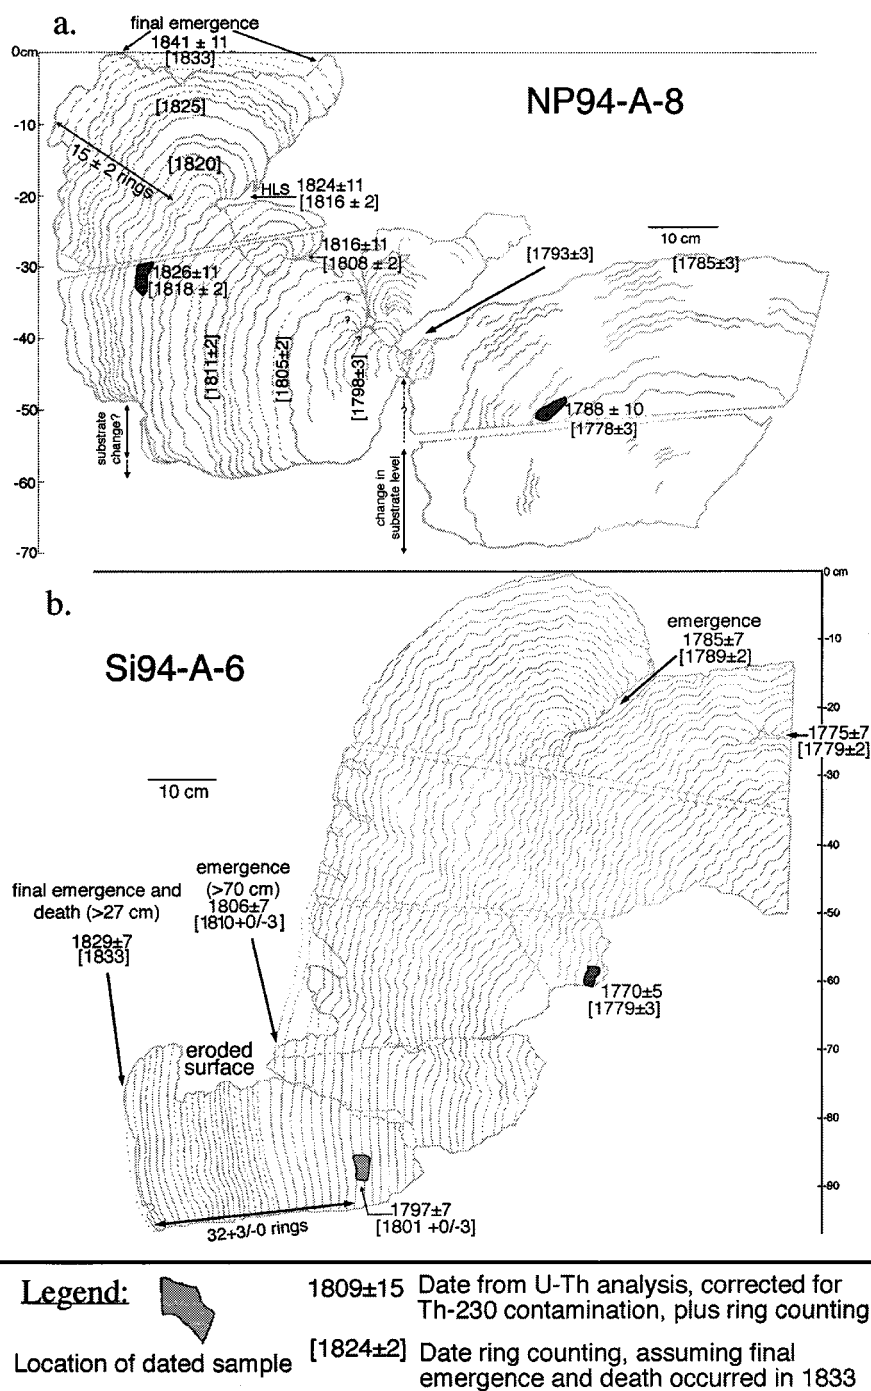 a.
final emergence
1841 ± 11
[1833]
0cm
-10
-20
-30
-40
-50
-60
-70
NP94-A-8
[1825]
[1820]
15 ± 2 rings
HLS
1824±11
[1816 ± 2]
1816±11
[1808 ± 2]
1826±11
[1818 ± 2]
[1811±2]
[1805±2]
[1798±3]
?
?
?
[1793±3]
10 cm
[1785±3]
1788 ± 10
[1778±3]
substrate
change?
?
change in
substrate level
b.
Si94-A-6
0 cm
-10
-20
-30
-40
-50
-60
-70
-80
-90
emergence
1785±7
[1789±2]
1775±7
[1779±2]
10 cm
emergence
(>70 cm)
1806±7
[1810+0/-3]
final emergence and
death (>27 cm)
1829±7
[1833]
1770±5
[1779±3]
eroded
surface
1797±7
[1801 +0/-3]
32+3/-0 rings
Legend:
Location of dated sample
1809±15 Date from U-Th analysis, corrected for
Th-230 contamination, plus ring counting
[1824±2] Date ring counting, assuming final
emergence and death occurred in 1833